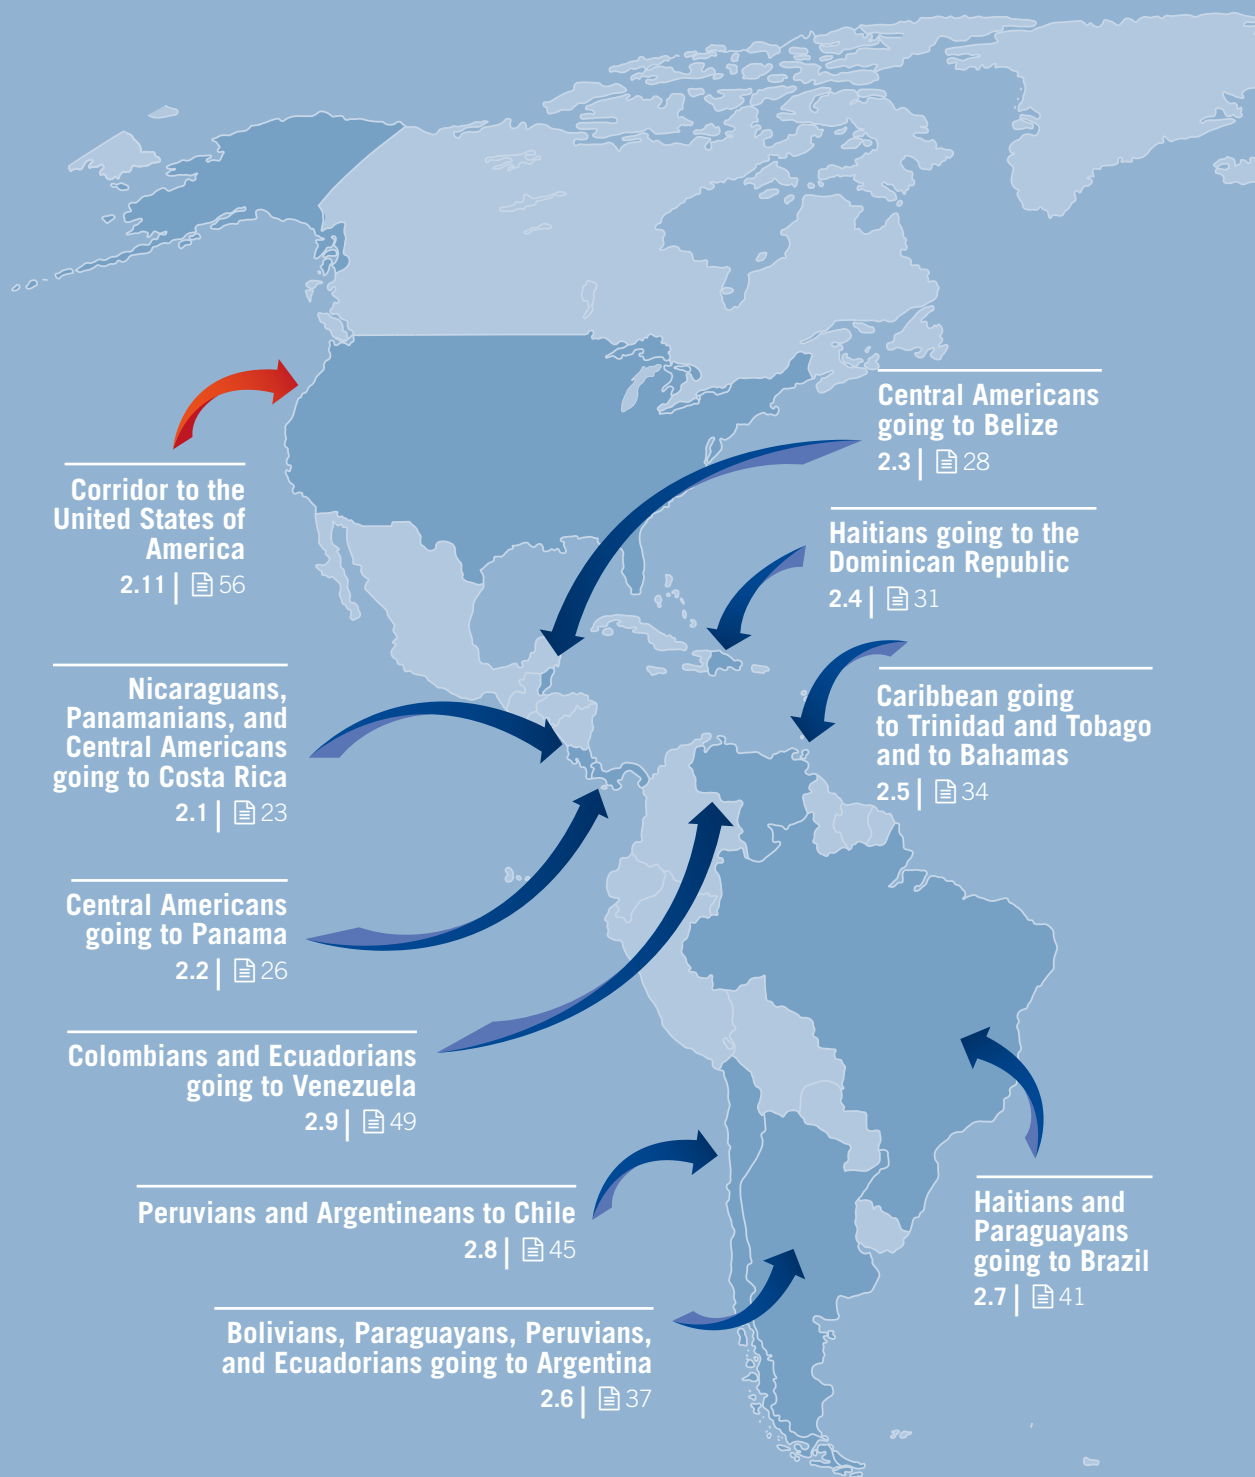 Central Americans
going to Belize
2.3 | 28
Corridor to the
United States of
America
2.11 | 56
Haitians going to the
Dominican Republic
2.4 | 31
Nicaraguans,
Panamanians, and
Central Americans
going to Costa Rica
2.1 | 23
Caribbean going
to Trinidad and Tobago
and to Bahamas
2.5 | 34
Central Americans
going to Panama
2.2 | 26
Colombians and Ecuadorians
going to Venezuela
2.9 | 49
Peruvians and Argentineans to Chile
2.8 | 45
Haitians and
Paraguayans
going to Brazil
2.7 | 41
Bolivians, Paraguayans, Peruvians,
and Ecuadorians going to Argentina
2.6 | 37